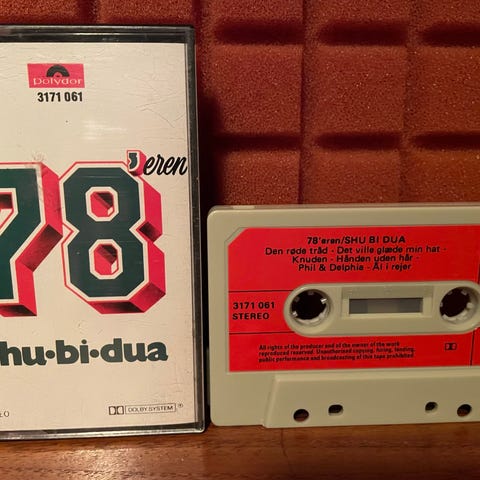 polydor
3171 061
78'eren
hu·bi·dua
DOLBY SYSTEM ®
78'eren/SHU BI DUA
Den røde tråd - Det ville glæde min hat -
Knuden - Hånden uden hår -
Phil & Delphia - Ål i rejer
3171 061
STEREO
All rights of the producer and of the owner of the work
reproduced reserved. Unauthorised copying, hiring, lending,
public performance and broadcasting of this tape prohibited.